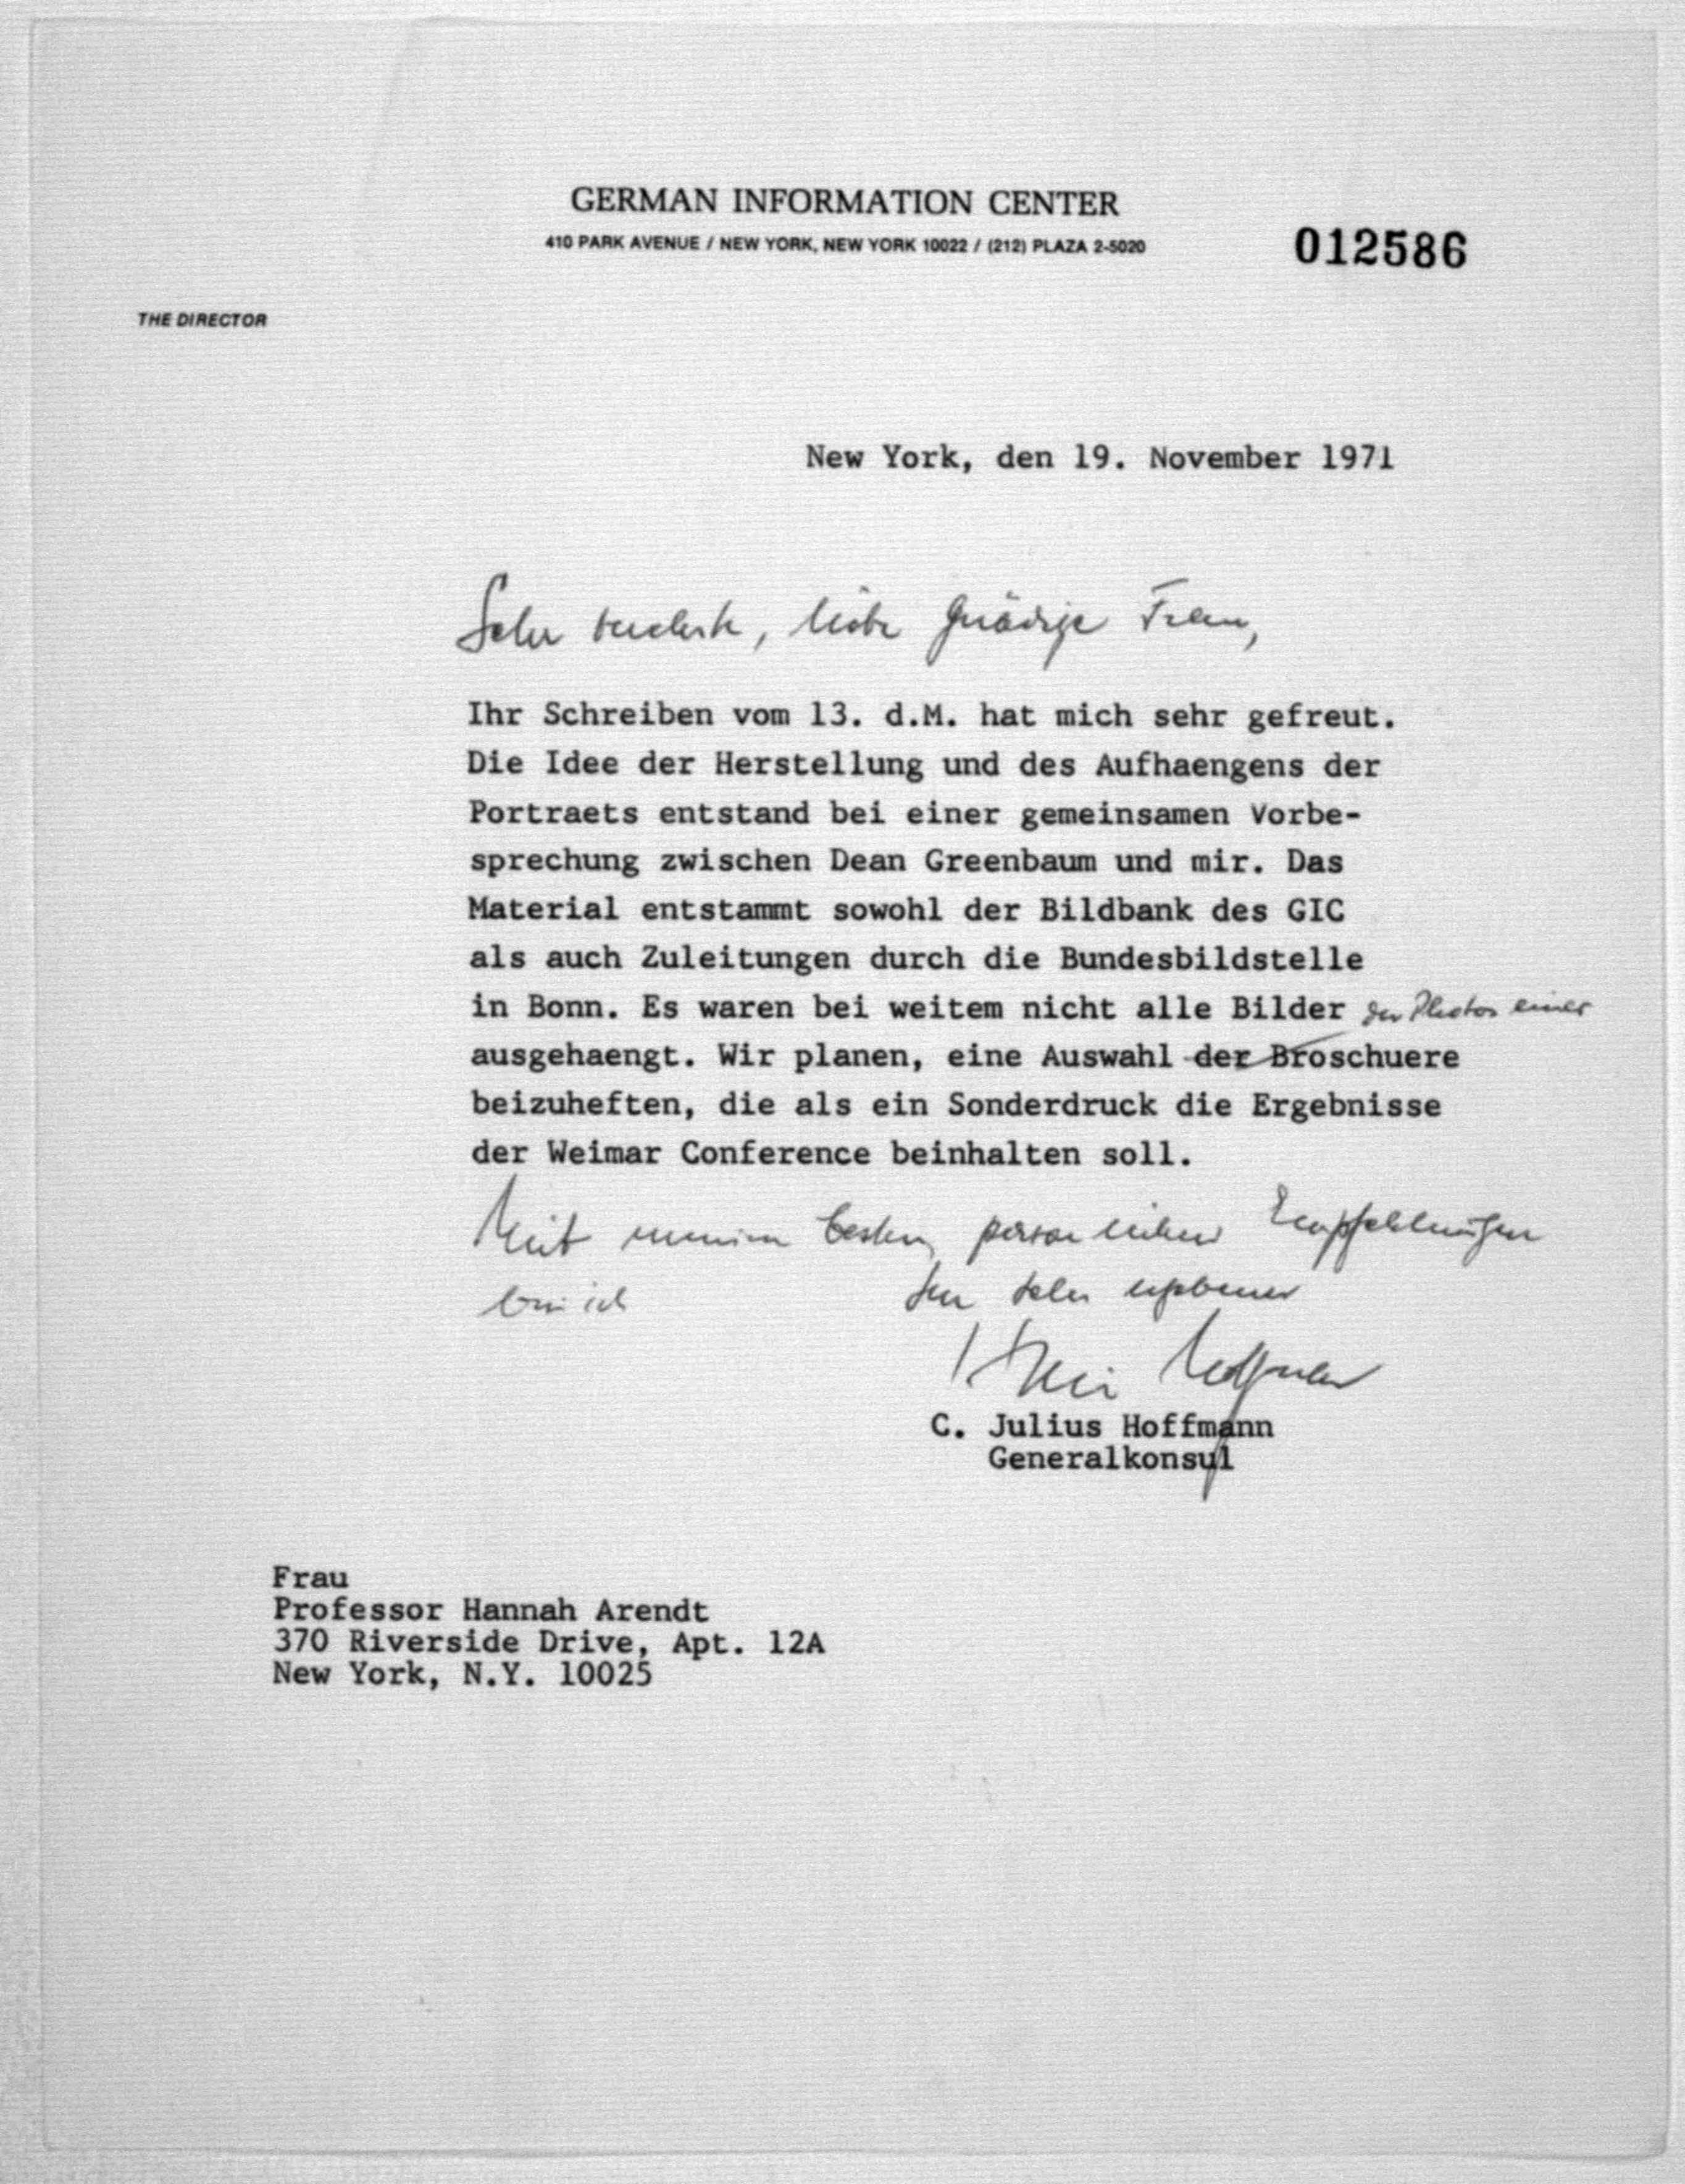 GERMAN INFORMATION CENTER
410 PARK AVENUE / NEW YORK, NEW YORK 10022 / (212) PLAZA 2-5020
012586
THE DIRECTOR
New York, den 19. November 1971
Sehr verehrte, liebe gnädige Frau,
Ihr Schreiben vom 13. d.M. hat mich sehr gefreut.
Die Idee der Herstellung und des Aufhaengens der
Portraets entstand bei einer gemeinsamen Vorbe-
sprechung zwischen Dean Greenbaum und mir. Das
Material entstammt sowohl der Bildbank des GIC
als auch Zuleitungen durch die Bundesbildstelle
in Bonn. Es waren bei weitem nicht alle Bilder der Photos einer
ausgehaengt. Wir planen, eine Auswahl der Broschuere
beizuheften, die als ein Sonderdruck die Ergebnisse
der Weimar Conference beinhalten soll.
Mit meinen besten persönlichen Empfehlungen
bin ich Ihr sehr ergebener
C. Julius Hoffmann
Generalkonsul
Frau
Professor Hannah Arendt
370 Riverside Drive, Apt. 12A
New York, N.Y. 10025